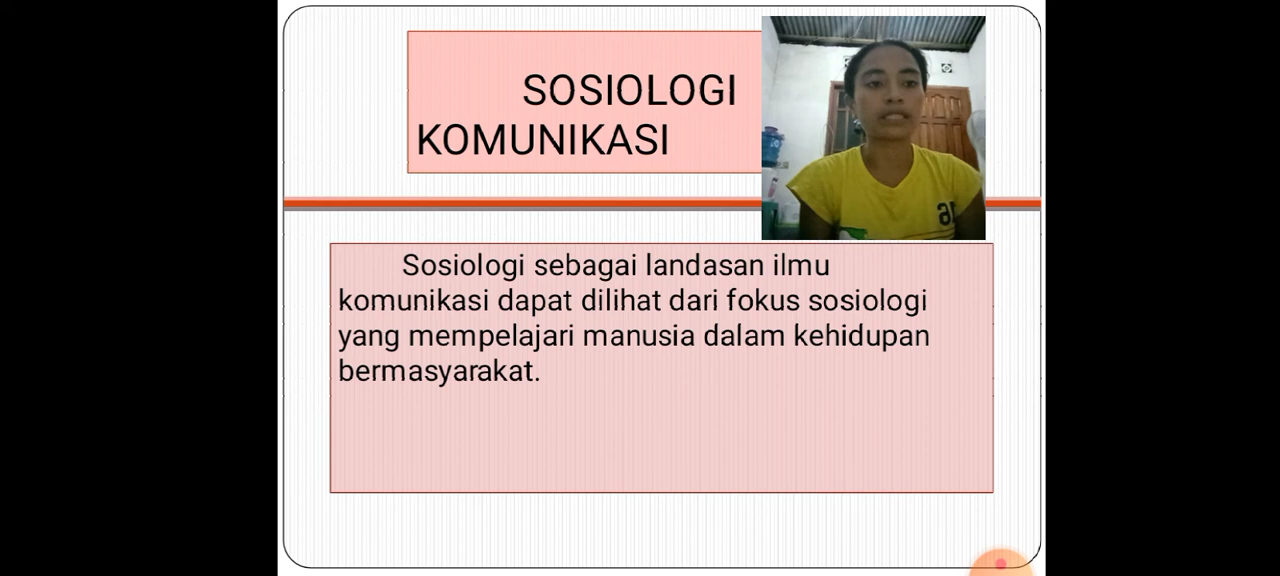 SOSIOLOGI
KOMUNIKASI
Sosiologi sebagai landasan ilmu
komunikasi dapat dilihat dari fokus sosiologi
yang mempelajari manusia dalam kehidupan
bermasyarakat.